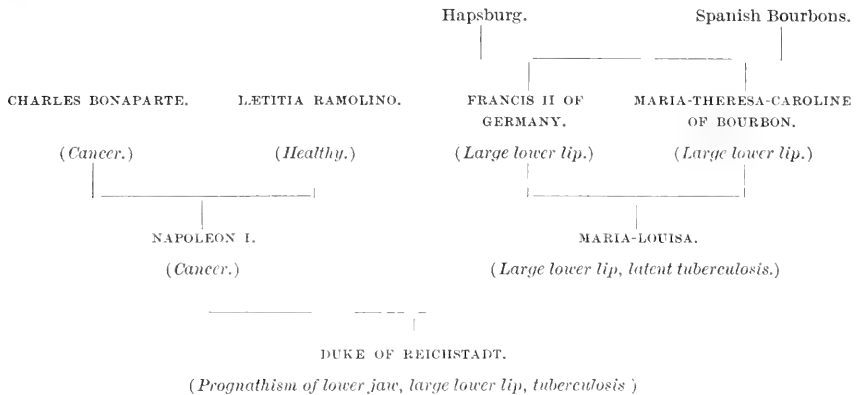 Hapsburg. Spanish Bourbons.
CHARLES BONAPARTE. LÆTITIA RAMOLINO. FRANCIS II OF MARIA-THERESA-CAROLINE
GERMANY. OF BOURBON.
(Cancer.) (Healthy.) (Large lower lip.) (Large lower lip.)
NAPOLEON I. MARIA-LOUISA.
(Cancer.) (Large lower lip, latent tuberculosis.)
DUKE OF REICHSTADT.
(Prognathism of lower jaw, large lower lip, tuberculosis )